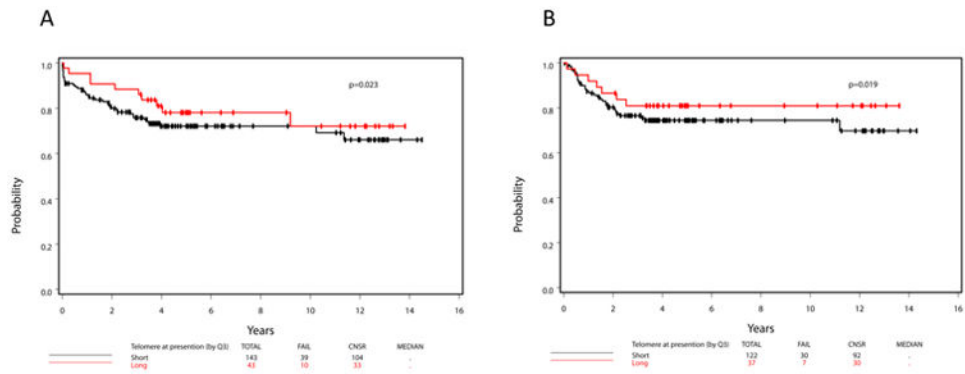 A
B
p=0.023
p=0.019
1.0
0.8
0.6
0.4
0.2
0.0
Probability
0 2 4 6 8 10 12 14 16
Years
Telomere at presention (by Q3) TOTAL FAIL CNSR MEDIAN
Short 143 39 104 .
Long 43 10 33 .
1.0
0.8
0.6
0.4
0.2
0.0
Probability
0 2 4 6 8 10 12 14 16
Years
Telomere at presention (by Q3) TOTAL FAIL CNSR MEDIAN
Short 122 30 92 .
Long 37 7 30 .